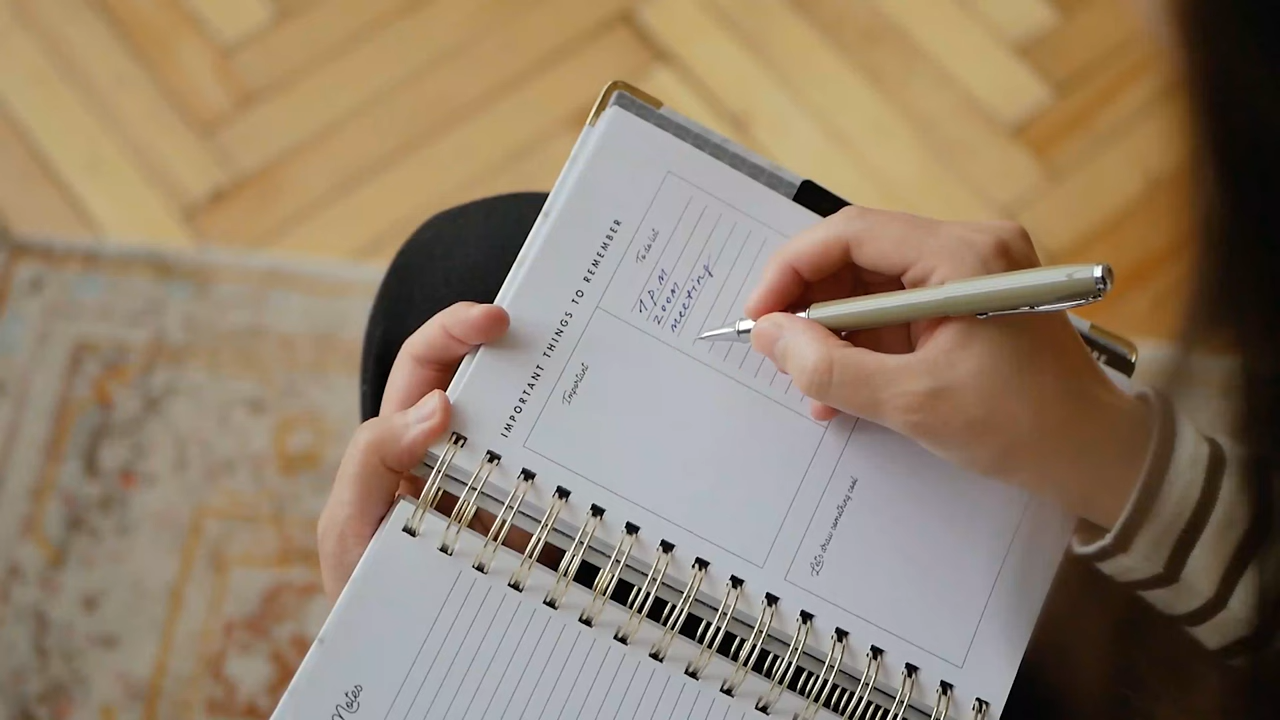 IMPORTANT THINGS TO REMEMBER
To do list
1 P.M
zoom
meeting
Important
Let's draw something cool
Notes